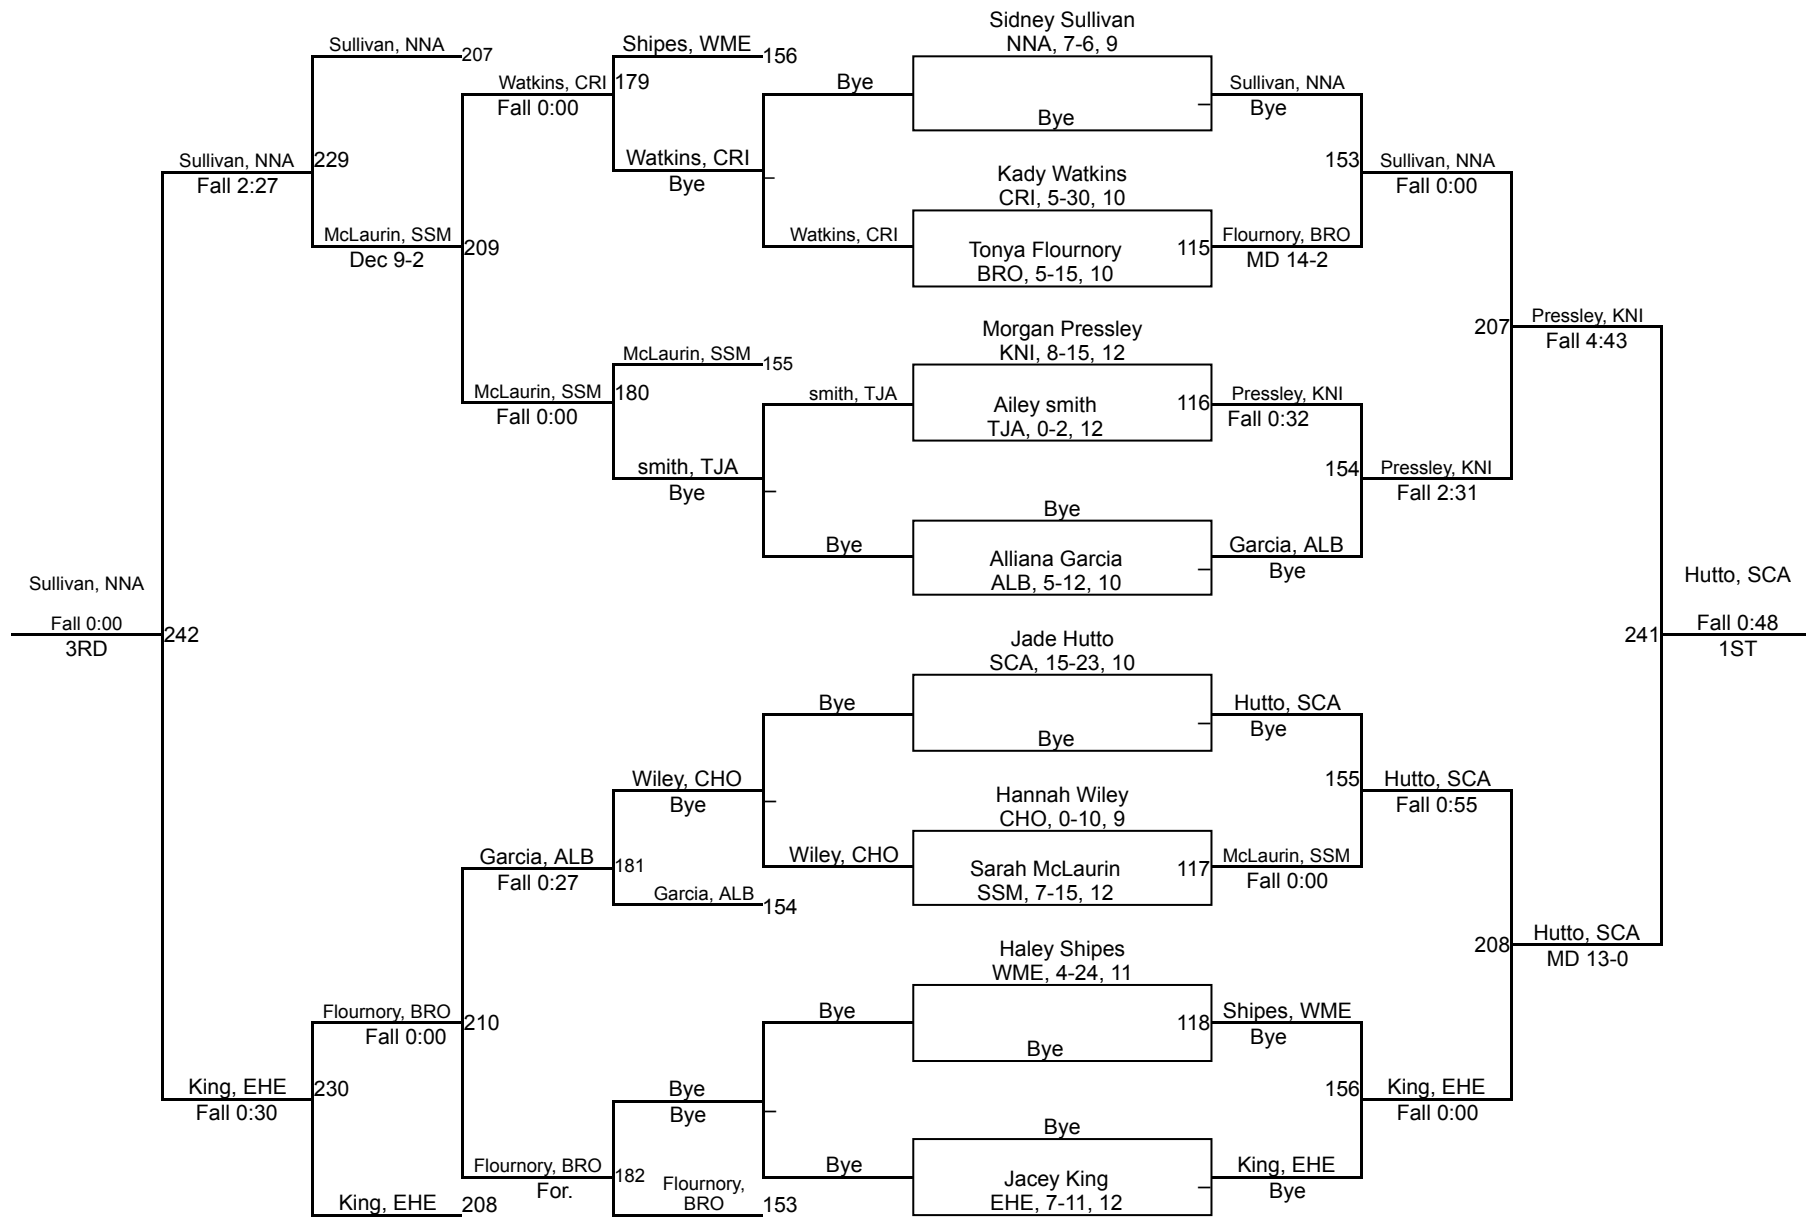 Sidney Sullivan
NNA, 7-6, 9
Bye
Kady Watkins
CRI, 5-30, 10
Tonya Flournory
BRO, 5-15, 10
115
Morgan Pressley
KNI, 8-15, 12
Ailey smith
TJA, 0-2, 12
116
Bye
Alliana Garcia
ALB, 5-12, 10
Jade Hutto
SCA, 15-23, 10
Bye
Hannah Wiley
CHO, 0-10, 9
Sarah McLaurin
SSM, 7-15, 12
117
Haley Shipes
WME, 4-24, 11
118
Bye
Bye
Jacey King
EHE, 7-11, 12
Sullivan, NNA
Bye
153
Flournory, BRO
MD 14-2
Pressley, KNI
Fall 0:32
154
Garcia, ALB
Bye
Hutto, SCA
Bye
155
McLaurin, SSM
Fall 0:00
Shipes, WME
Bye
156
King, EHE
Bye
Sullivan, NNA
Fall 0:00
207
Pressley, KNI
Fall 2:31
Hutto, SCA
Fall 0:55
208
King, EHE
Fall 0:00
Pressley, KNI
Fall 4:43
241
Hutto, SCA
MD 13-0
Hutto, SCA
Fall 0:48
1ST
Bye
Watkins, CRI
smith, TJA
Bye
Bye
Wiley, CHO
Bye
Bye
Shipes, WME
156
179
Watkins, CRI
Bye
McLaurin, SSM
155
180
smith, TJA
Bye
Wiley, CHO
Bye
181
Garcia, ALB
154
Bye
Bye
182
Flournory,
BRO
153
Watkins, CRI
Fall 0:00
209
McLaurin, SSM
Fall 0:00
Garcia, ALB
Fall 0:27
210
Flournory, BRO
For.
Sullivan, NNA
207
229
McLaurin, SSM
Dec 9-2
Flournory, BRO
Fall 0:00
230
King, EHE
208
Sullivan, NNA
Fall 2:27
242
King, EHE
Fall 0:30
Sullivan, NNA
Fall 0:00
3RD